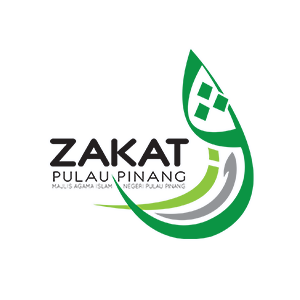 ZAKAT
PULAU PINANG
MAJLIS AGAMA ISLAM NEGERI PULAU PINANG